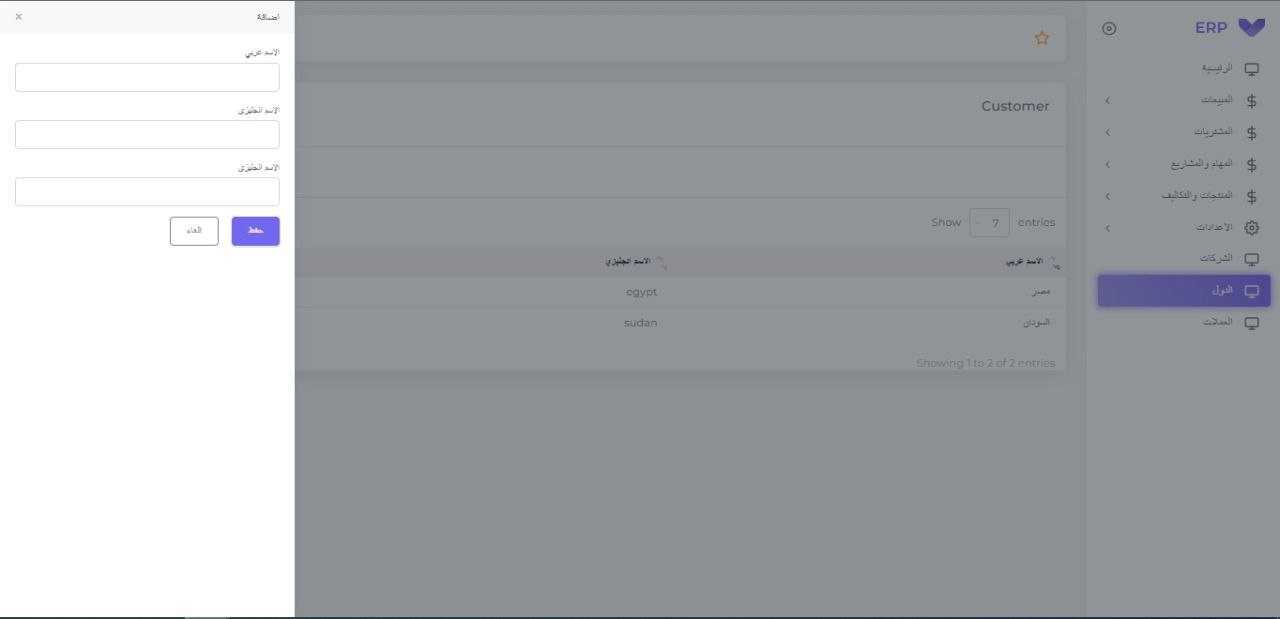 ERP
الرئيسية
المبيعات
المشتريات
المهام والمشاريع
المنتجات والتكاليف
الاعدادات
الشركات
الدول
العملات
Customer
Show 7 entries
الاسم عربي
الاسم انجليزي
مصر
egypt
السودان
sudan
Showing 1 to 2 of 2 entries
اضافة
الاسم عربي
الاسم انجليزي
الاسم انجليزي
حفظ
الغاء